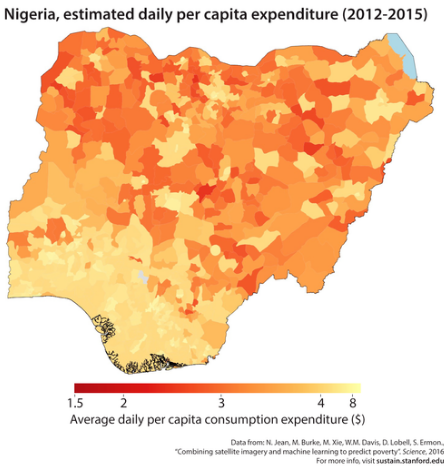 Nigeria, estimated daily per capita expenditure (2012-2015)
1.5 2 3 4 8
Average daily per capita consumption expenditure ($)
Data from: N. Jean, M. Burke, M. Xie, W.M. Davis, D. Lobell, S. Ermon.,
"Combining satellite imagery and machine learning to predict poverty". Science, 2016
For more info, visit sustain.stanford.edu